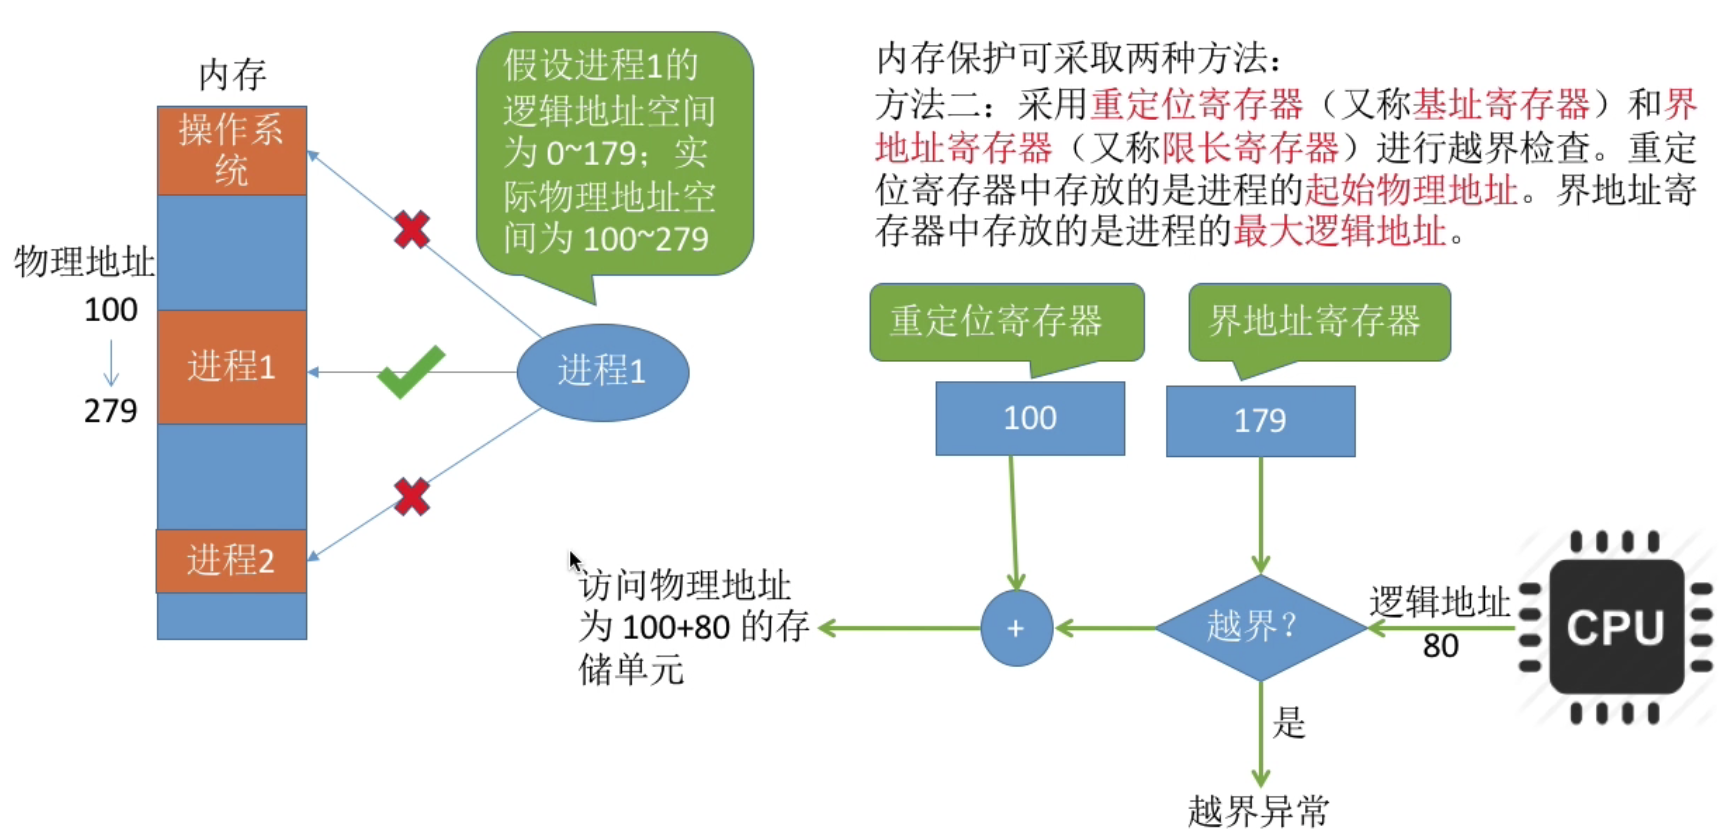 内存
操作系
统
物理地址
100
279
进程1
进程2
假设进程1的
逻辑地址空间
为 0~179；实
际物理地址空
间为 100~279
进程1
内存保护可采取两种方法：
方法二：采用重定位寄存器（又称基址寄存器）和界
地址寄存器（又称限长寄存器）进行越界检查。重定
位寄存器中存放的是进程的起始物理地址。界地址寄
存器中存放的是进程的最大逻辑地址。
重定位寄存器
界地址寄存器
100
179
访问物理地址
为 100+80 的存
储单元
+
越界？
逻辑地址
80
CPU
是
越界异常